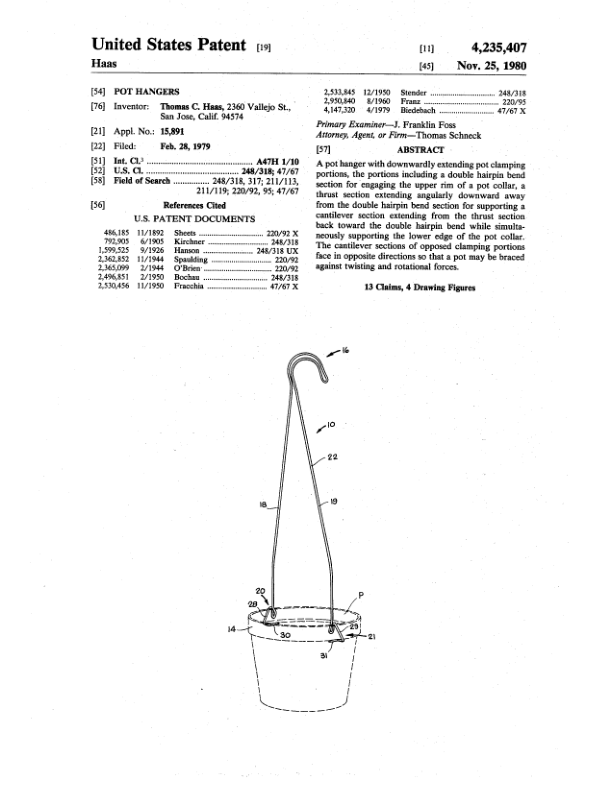 United States Patent [19]
Haas
[11] 4,235,407
[45] Nov. 25, 1980
[54] POT HANGERS
[76] Inventor: Thomas C. Haas, 2360 Vallejo St., San Jose, Calif. 94574
[21] Appl. No.: 15,891
[22] Filed: Feb. 28, 1979
[51] Int. Cl.³ ........ A47H 1/10
[52] U.S. Cl. ........ 248/318; 47/67
[58] Field of Search ........ 248/318, 317; 211/113,
211/119; 220/92, 95; 47/67
[56] References Cited
U.S. PATENT DOCUMENTS
486,185 11/1892 Sheets ........ 220/92 X
792,905 6/1905 Kirchner ........ 248/318
1,599,525 9/1926 Hanson ........ 248/318 UX
2,362,852 11/1944 Spaulding ........ 220/92
2,365,099 2/1944 O'Brien ........ 220/92
2,496,851 2/1950 Bochau ........ 248/318
2,530,456 11/1950 Fracchia ........ 47/67 X
2,533,845 12/1950 Stender ........ 248/318
2,950,840 8/1960 Franz ........ 220/95
4,147,320 4/1979 Biedebach ........ 47/67 X
Primary Examiner—J. Franklin Foss
Attorney, Agent, or Firm—Thomas Schneck
[57] ABSTRACT
A pot hanger with downwardly extending pot clamping
portions, the portions including a double hairpin bend
section for engaging the upper rim of a pot collar, a
thrust section extending angularly downward away
from the double hairpin bend section for supporting a
cantilever section extending from the thrust section
back toward the double hairpin bend while simulta-
neously supporting the lower edge of the pot collar.
The cantilever sections of opposed clamping portions
face in opposite directions so that a pot may be braced
against twisting and rotational forces.
13 Claims, 4 Drawing Figures
16
10
22
18
19
20
28
P
14
30
29
21
31